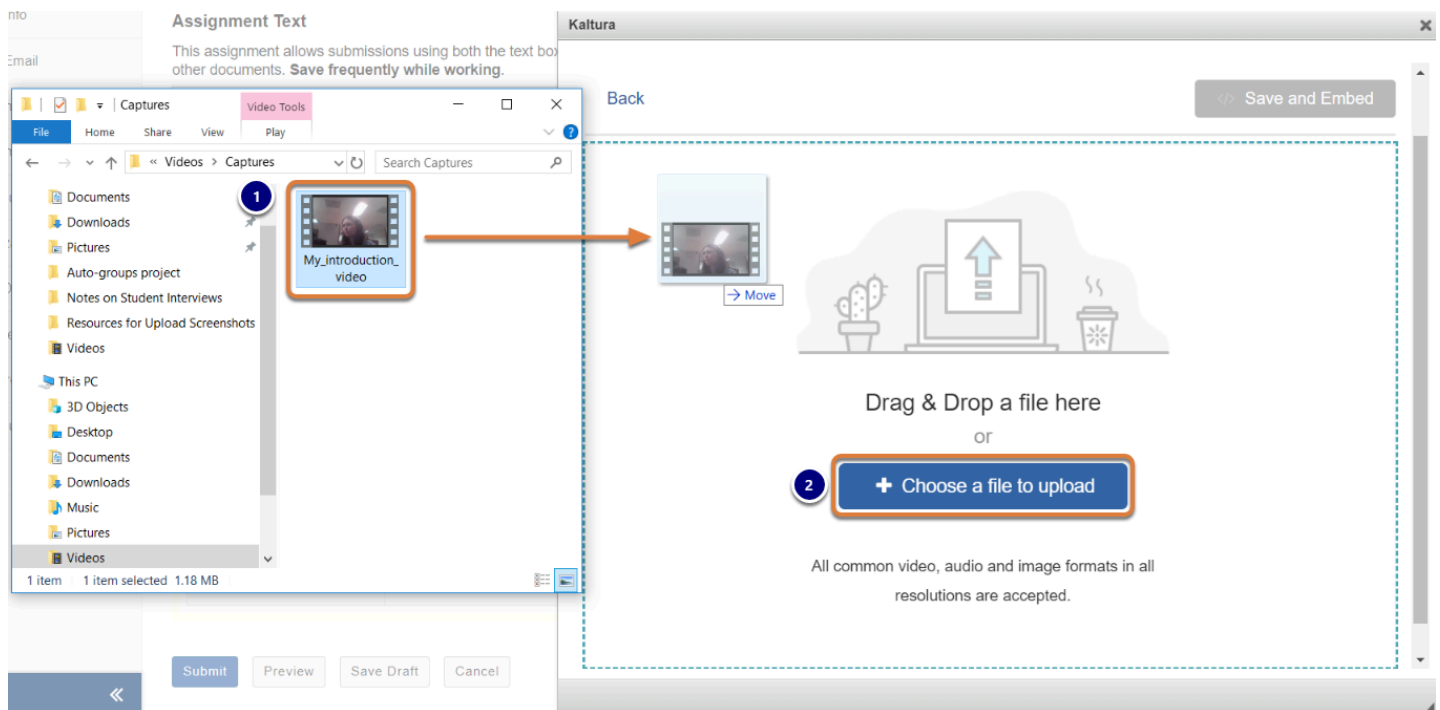 Info
Email
Assignment Text
This assignment allows submissions using both the text box
other documents. Save frequently while working.
Captures
Video Tools
File
Home
Share
View
Play
« Videos > Captures
Search Captures
Documents
Downloads
Pictures
Auto-groups project
Notes on Student Interviews
Resources for Upload Screenshots
Videos
This PC
3D Objects
Desktop
Documents
Downloads
Music
Pictures
Videos
1
My_introduction_
video
1 item
1 item selected 1.18 MB
Submit
Preview
Save Draft
Cancel
«
Kaltura
Back
</> Save and Embed
→ Move
Drag & Drop a file here
or
2
+ Choose a file to upload
All common video, audio and image formats in all
resolutions are accepted.